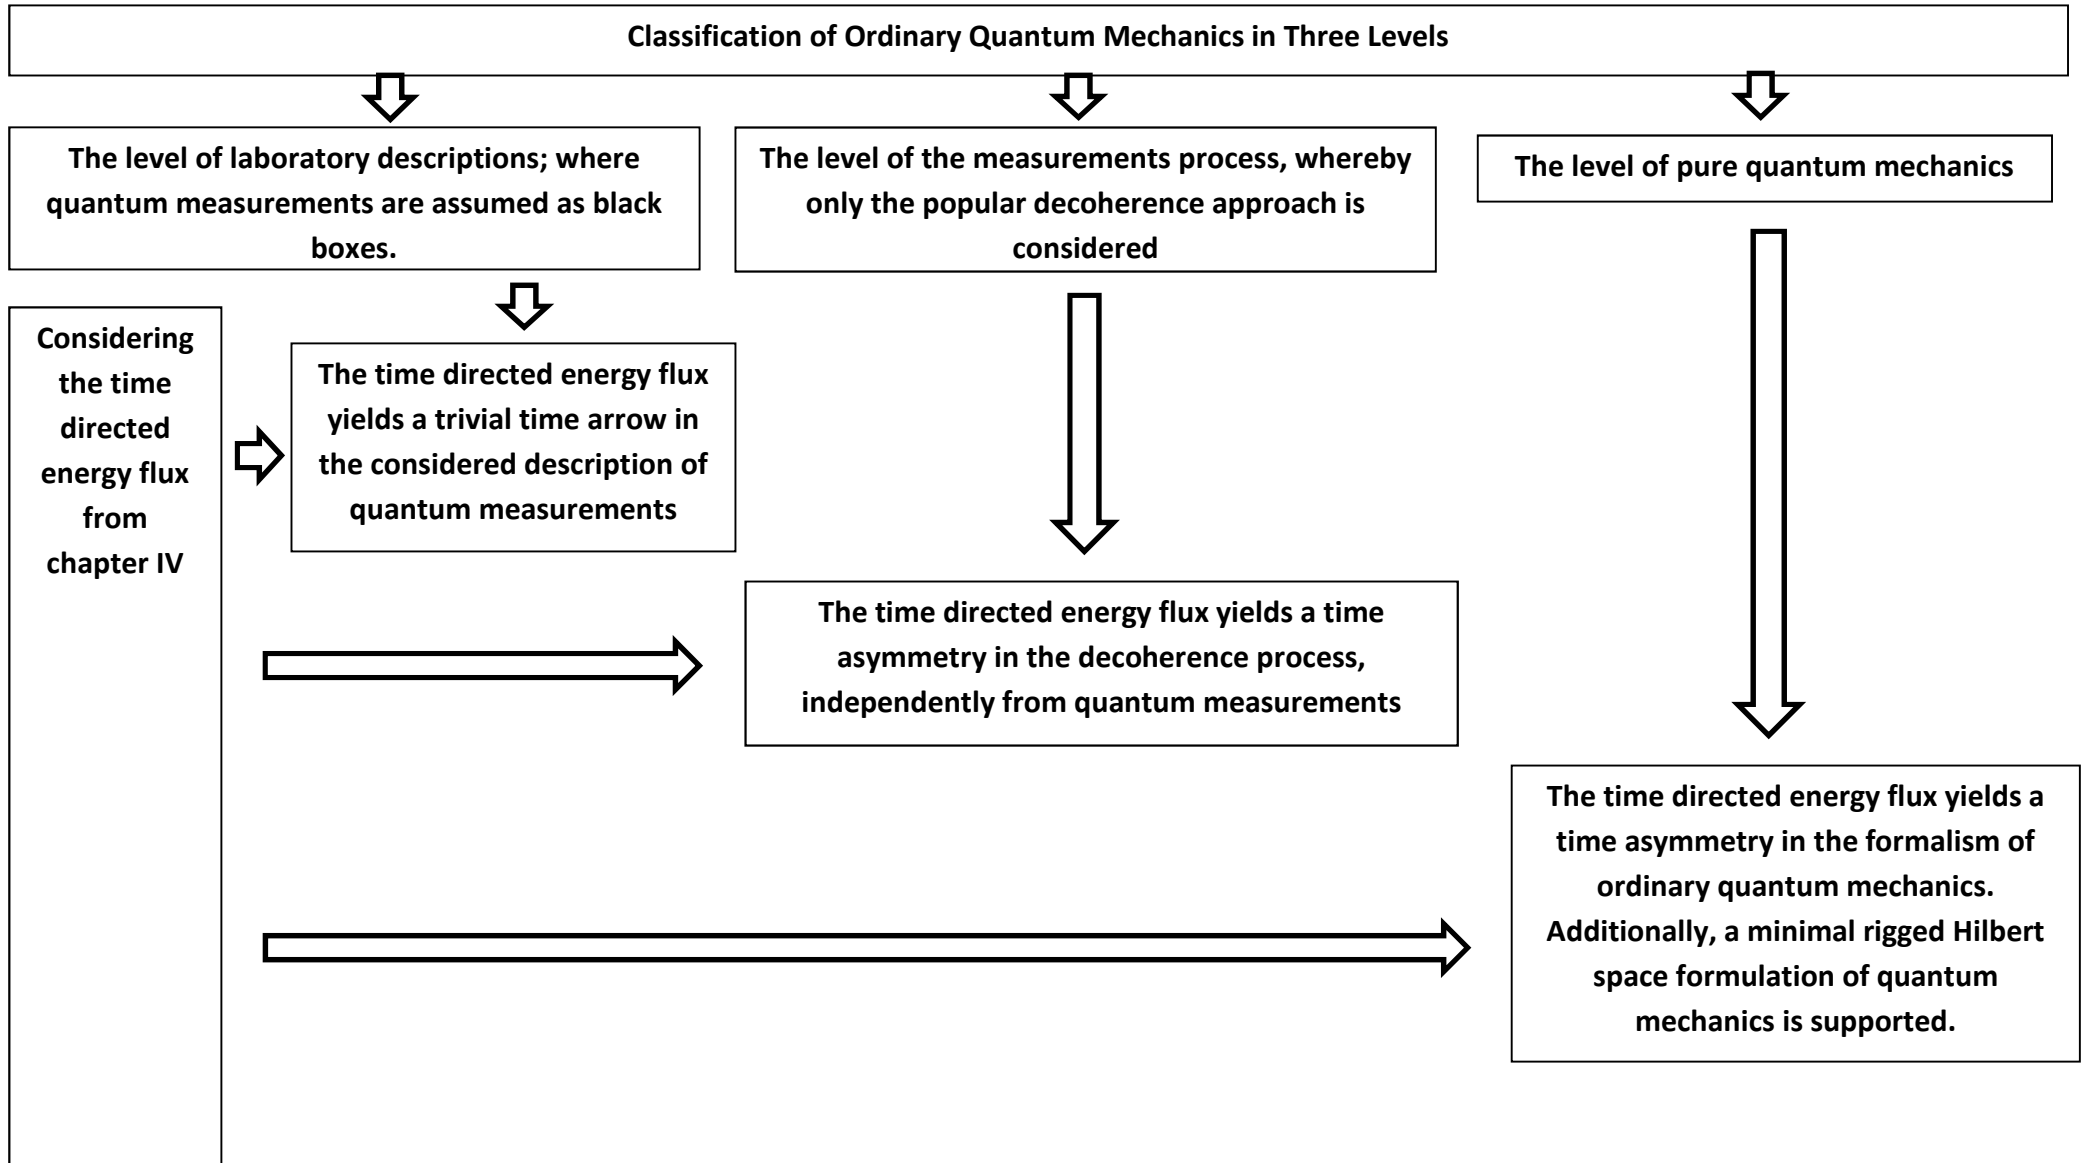 Classification of Ordinary Quantum Mechanics in Three Levels
The level of laboratory descriptions; where
quantum measurements are assumed as black
boxes.
The level of the measurements process, whereby
only the popular decoherence approach is
considered
The level of pure quantum mechanics
Considering
the time
directed
energy flux
from
chapter IV
The time directed energy flux
yields a trivial time arrow in
the considered description of
quantum measurements
The time directed energy flux yields a time
asymmetry in the decoherence process,
independently from quantum measurements
The time directed energy flux yields a
time asymmetry in the formalism of
ordinary quantum mechanics.
Additionally, a minimal rigged Hilbert
space formulation of quantum
mechanics is supported.